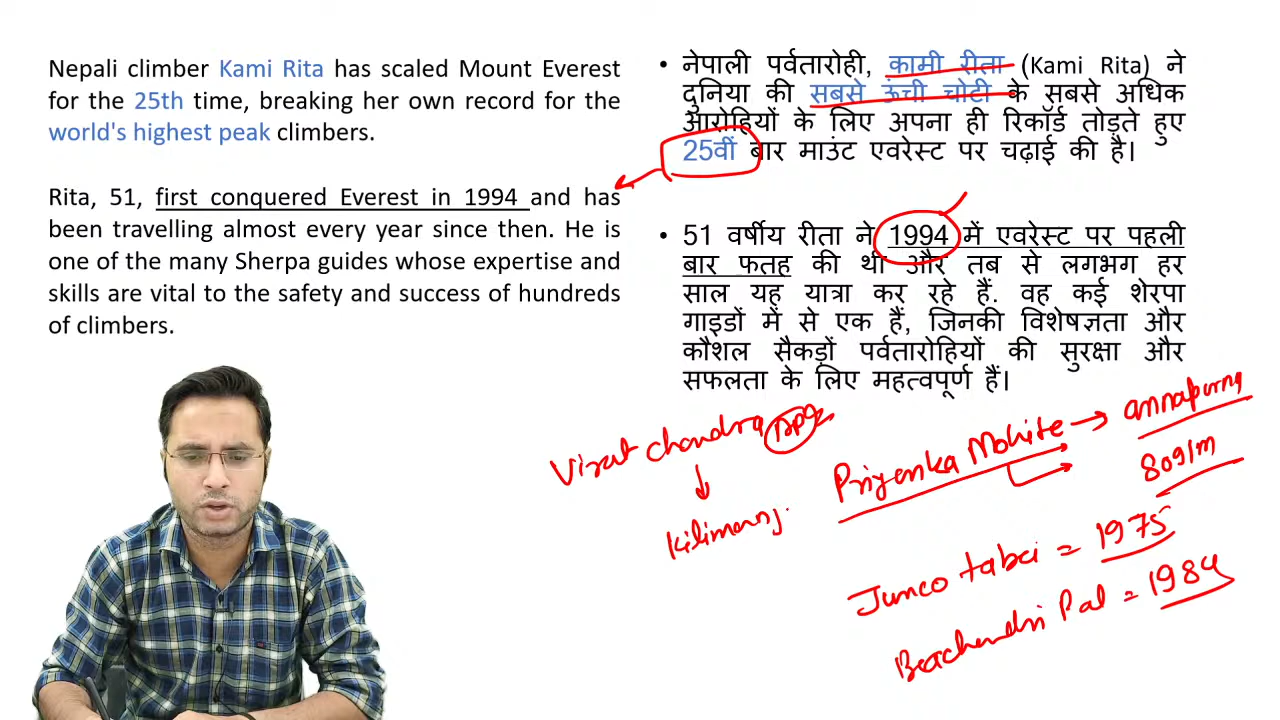 Nepali climber Kami Rita has scaled Mount Everest
for the 25th time, breaking her own record for the
world's highest peak climbers.
Rita, 51, first conquered Everest in 1994 and has
been travelling almost every year since then. He is
one of the many Sherpa guides whose expertise and
skills are vital to the safety and success of hundreds
of climbers.
• नेपाली पर्वतारोही, कामी रीता (Kami Rita) ने
दुनिया की सबसे ऊंची चोटी के सबसे अधिक
आरोहियों के लिए अपना ही रिकॉर्ड तोड़ते हुए
25वीं बार माउंट एवरेस्ट पर चढ़ाई की है।
• 51 वर्षीय रीता ने 1994 में एवरेस्ट पर पहली
बार फतह की थी और तब से लगभग हर
साल यह यात्रा कर रहे हैं. वह कई शेरपा
गाइडों में से एक हैं, जिनकी विशेषज्ञता और
कौशल सैकड़ों पर्वतारोहियों की सुरक्षा और
सफलता के लिए महत्वपूर्ण हैं।
Virat chandra
Kilimanj.
Priyenka Mohite → annapurna
8091m
Junco tabei = 1975
Beachendri Pal = 1984